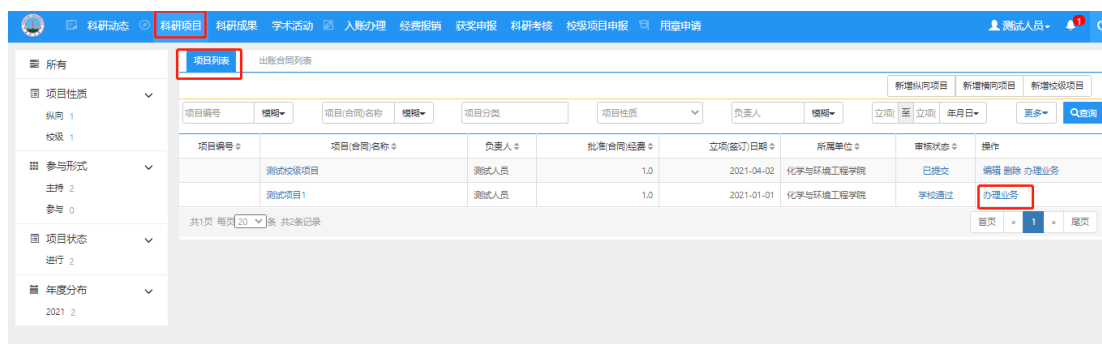 科研动态 科研项目 科研成果 学术活动 入账办理 经费报销 获奖申报 科研考核 校级项目申报 用章申请 测试人员 1
所有
项目性质
纵向 1
校级 1
参与形式
主持 2
参与 0
项目状态
进行 2
年度分布
2021 2
项目列表 出账合同列表
新增纵向项目 新增横向项目 新增校级项目
项目编号 模糊 项目(合同)名称 模糊 项目分类 项目性质 负责人 模糊 立项( 至 立项( 年月日 更多 查询
项目编号 项目(合同)名称 负责人 批准(合同)经费 立项(签订)日期 所属单位 审核状态 操作
测试校级项目 测试人员 1.0 2021-04-02 化学与环境工程学院 已提交 编辑 删除 办理业务
测试项目1 测试人员 1.0 2021-01-01 化学与环境工程学院 学校通过 办理业务
共1页 每页 20 条 共2条记录 首页 « 1 » 尾页